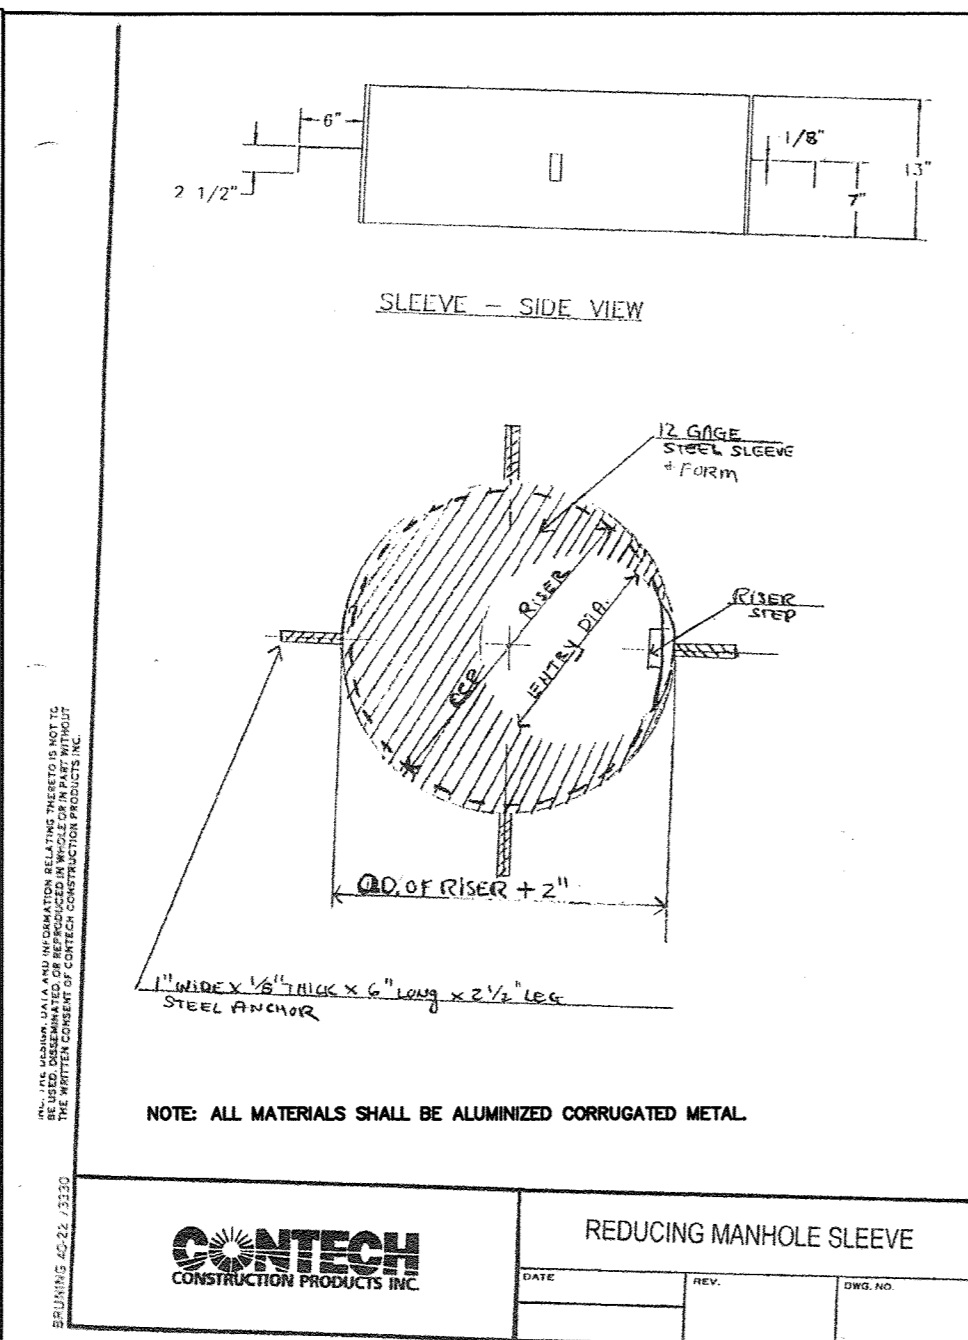 6"
2 1/2"
1/8"
13"
7"
SLEEVE - SIDE VIEW
12 GAGE
STEEL SLEEVE
+ FORM
RISER
ENTRY DIA.
RISER
STEP
O.D. OF RISER + 2"
1" WIDE X 1/8" THICK X 6" LONG X 2 1/2" LEG
STEEL ANCHOR
NOTE: ALL MATERIALS SHALL BE ALUMINIZED CORRUGATED METAL.
INC. THE DESIGN, DATA AND INFORMATION RELATING THERETO IS NOT TO
BE USED, DISSEMINATED, OR REPRODUCED IN WHOLE OR IN PART WITHOUT
THE WRITTEN CONSENT OF CONTECH CONSTRUCTION PRODUCTS INC.
BRUNING 40-22
CONTECH
CONSTRUCTION PRODUCTS INC.
REDUCING MANHOLE SLEEVE
DATE
REV.
DWG. NO.